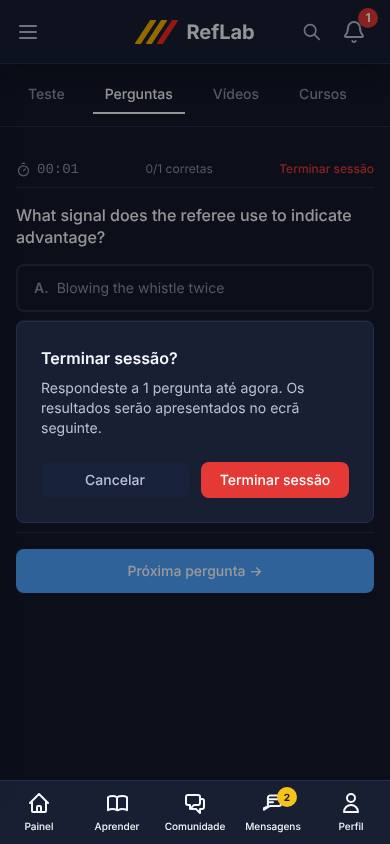 RefLab
1
Teste
Perguntas
Vídeos
Cursos
00:01
0/1 corretas
Terminar sessão
What signal does the referee use to indicate
advantage?
A. Blowing the whistle twice
Terminar sessão?
Respondeste a 1 pergunta até agora. Os
resultados serão apresentados no ecrã
seguinte.
Cancelar
Terminar sessão
Próxima pergunta →
2
Painel
Aprender
Comunidade
Mensagens
Perfil